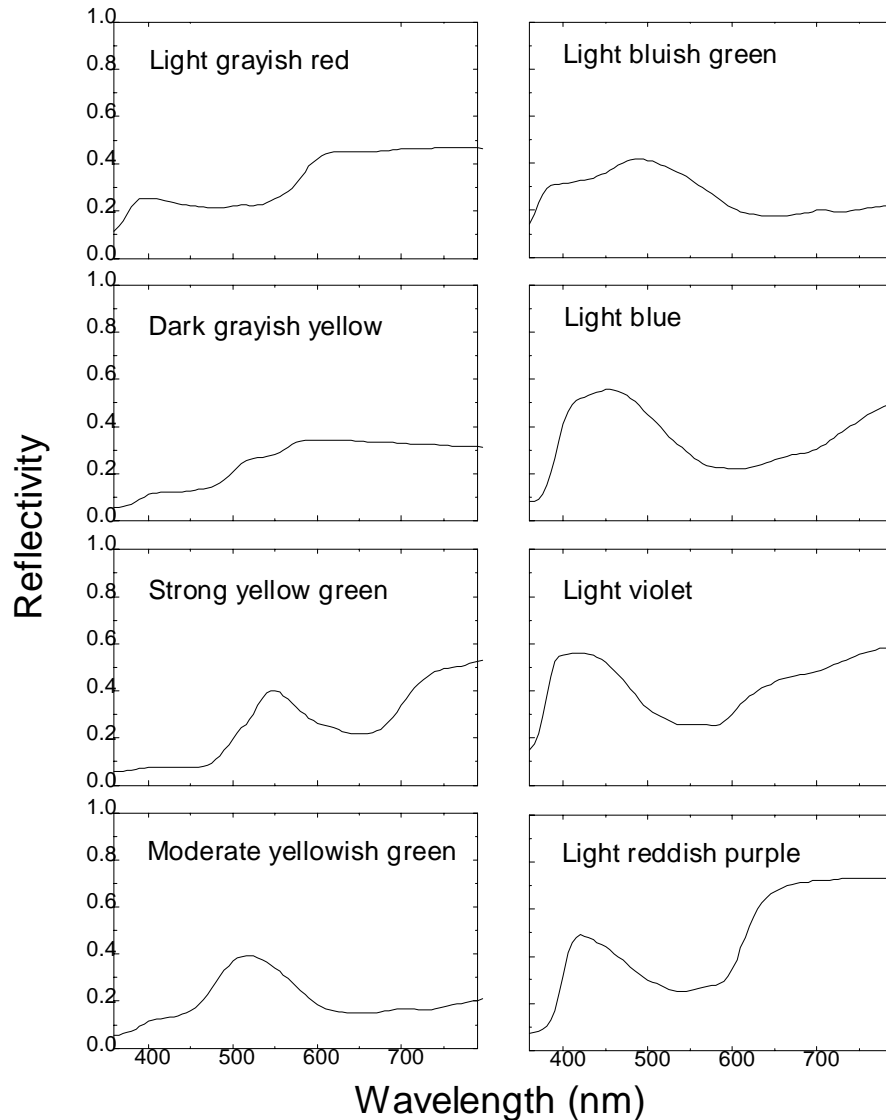 1.0
0.8
0.6
0.4
0.2
0.0
Light grayish red
Light bluish green
1.0
0.8
0.6
0.4
0.2
0.0
Dark grayish yellow
Light blue
1.0
0.8
0.6
0.4
0.2
0.0
Strong yellow green
Light violet
1.0
0.8
0.6
0.4
0.2
0.0
Moderate yellowish green
Light reddish purple
400 500 600 700
400 500 600 700
Reflectivity
Wavelength (nm)